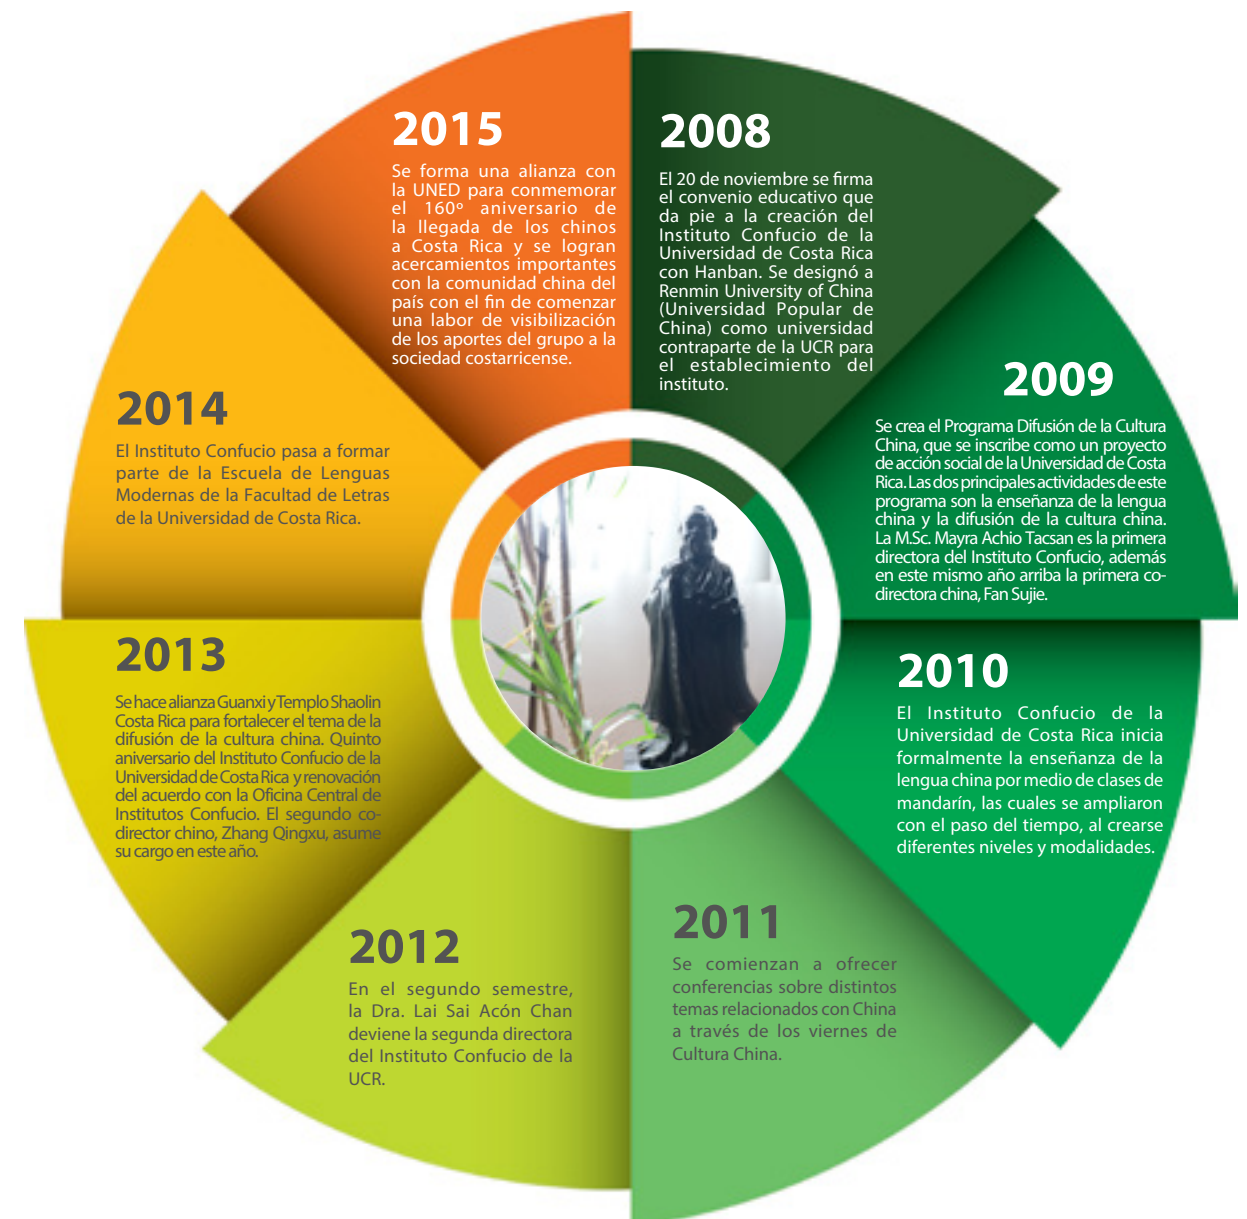 2008
El 20 de noviembre se firma
el convenio educativo que
da pie a la creación del
Instituto Confucio de la
Universidad de Costa Rica
con Hanban. Se designó a
Renmin University of China
(Universidad Popular de
China) como universidad
contraparte de la UCR para
el establecimiento del
instituto.
2009
Se crea el Programa Difusión de la Cultura
China, que se inscribe como un proyecto
de acción social de la Universidad de Costa
Rica. Las dos principales actividades de este
programa son la enseñanza de la lengua
china y la difusión de la cultura china.
La M.Sc. Mayra Achio Tacsan es la primera
directora del Instituto Confucio, además
en este mismo año arriba la primera co-
directora china, Fan Sujie.
2010
El Instituto Confucio de la
Universidad de Costa Rica inicia
formalmente la enseñanza de la
lengua china por medio de clases de
mandarín, las cuales se ampliaron
con el paso del tiempo, al crearse
diferentes niveles y modalidades.
2011
Se comienzan a ofrecer
conferencias sobre distintos
temas relacionados con China
a través de los viernes de
Cultura China.
2012
En el segundo semestre,
la Dra. Lai Sai Acón Chan
deviene la segunda directora
del Instituto Confucio de la
UCR.
2013
Se hace alianza Guanxi y Templo Shaolin
Costa Rica para fortalecer el tema de la
difusión de la cultura china. Quinto
aniversario del Instituto Confucio de la
Universidad de Costa Rica y renovación
del acuerdo con la Oficina Central de
Institutos Confucio. El segundo co-
director chino, Zhang Qingxu, asume
su cargo en este año.
2014
El Instituto Confucio pasa a formar
parte de la Escuela de Lenguas
Modernas de la Facultad de Letras
de la Universidad de Costa Rica.
2015
Se forma una alianza con
la UNED para conmemorar
el 160º aniversario de
la llegada de los chinos
a Costa Rica y se logran
acercamientos importantes
con la comunidad china del
país con el fin de comenzar
una labor de visibilización
de los aportes del grupo a la
sociedad costarricense.